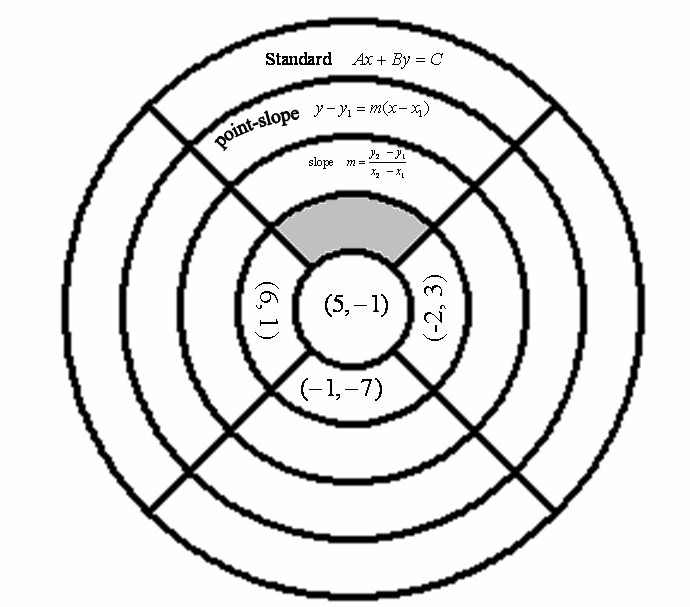 Standard Ax + By = C
point-slope y − y₁ = m(x − x₁)
slope m = \frac{y₂ − y₁}{x₂ − x₁}
(6, 1)
(5, −1)
(-2, 3)
(−1, −7)